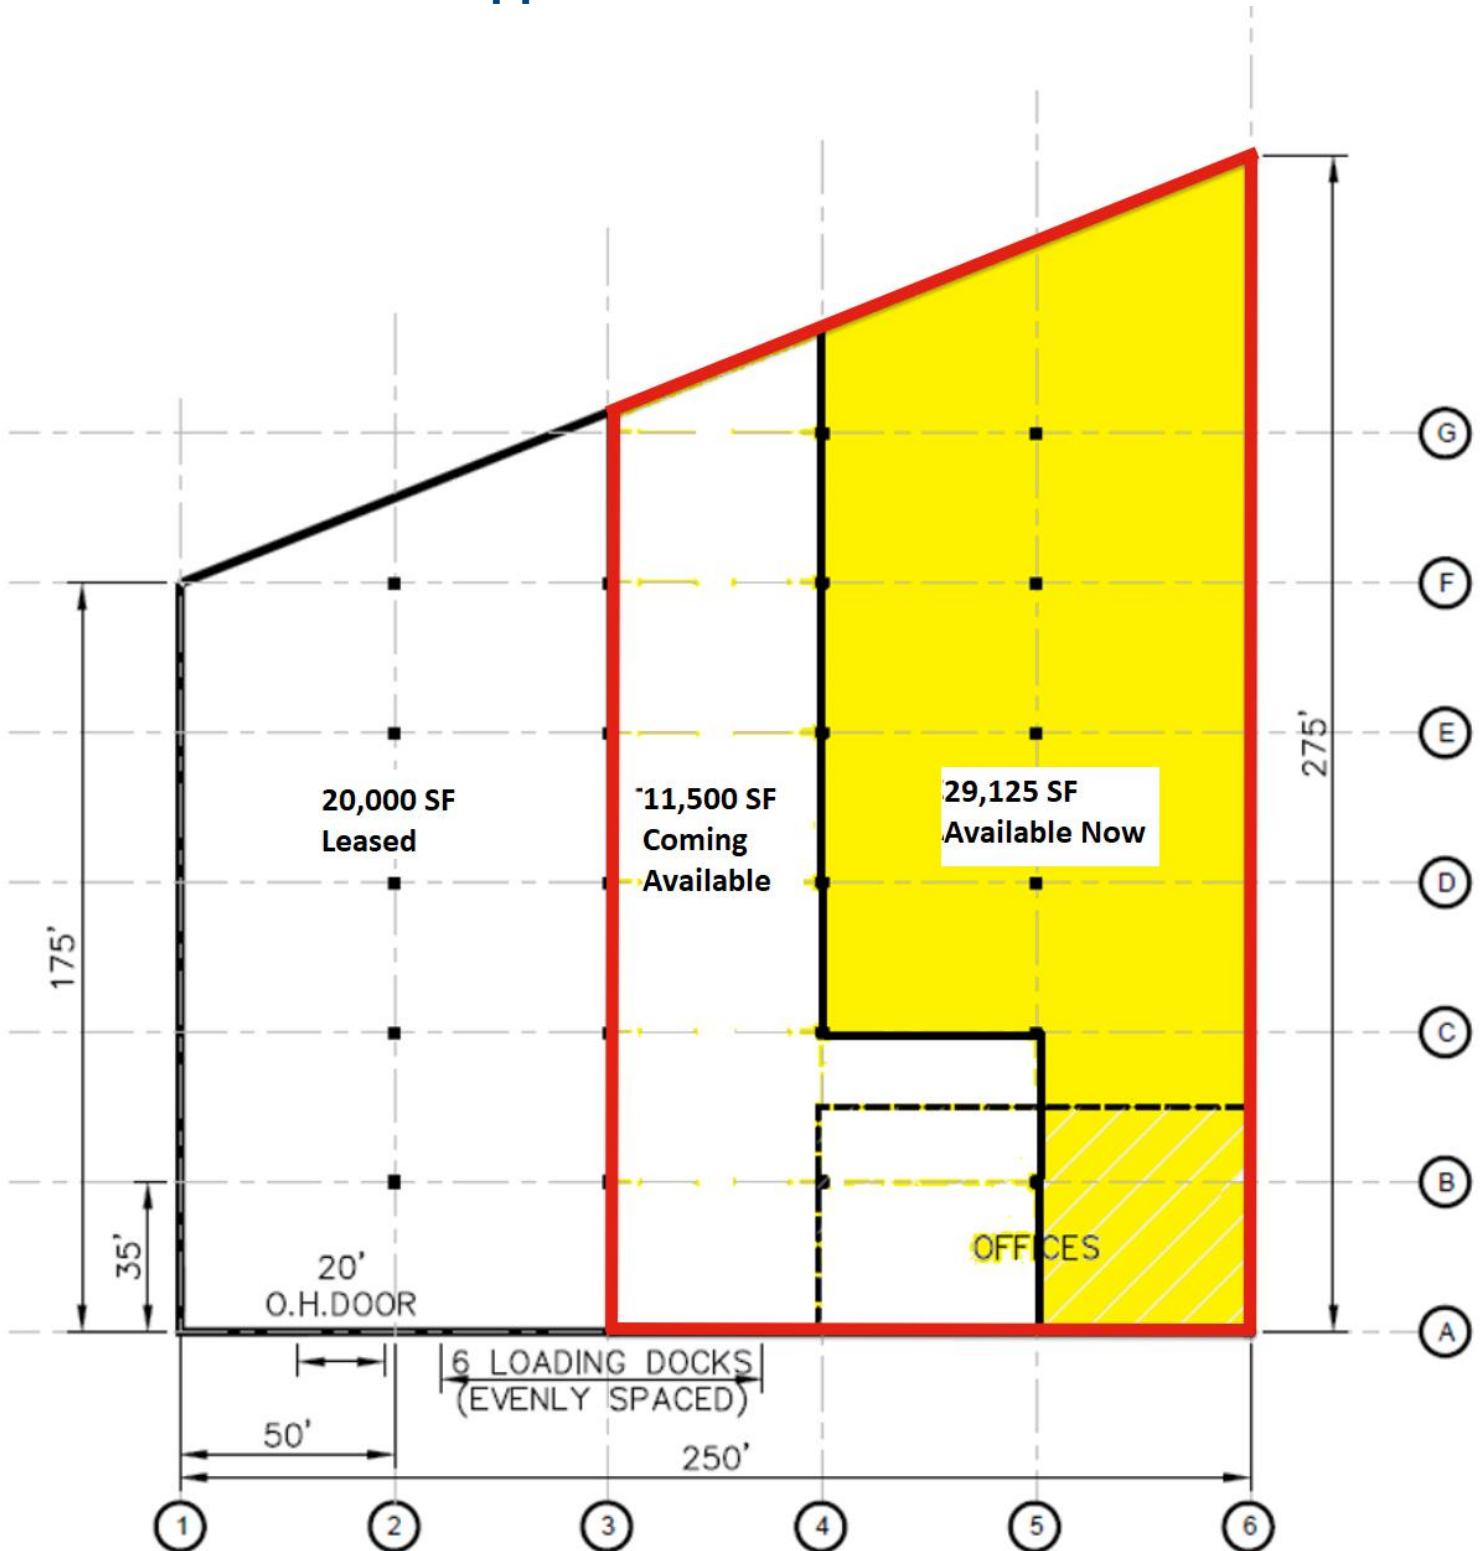 G
F
E
275'
20,000 SF
Leased
11,500 SF
Coming
Available
29,125 SF
Available Now
D
175'
C
B
35'
OFFICES
20'
O.H.DOOR
A
6 LOADING DOCKS
(EVENLY SPACED)
50'
250'
1
2
3
4
5
6